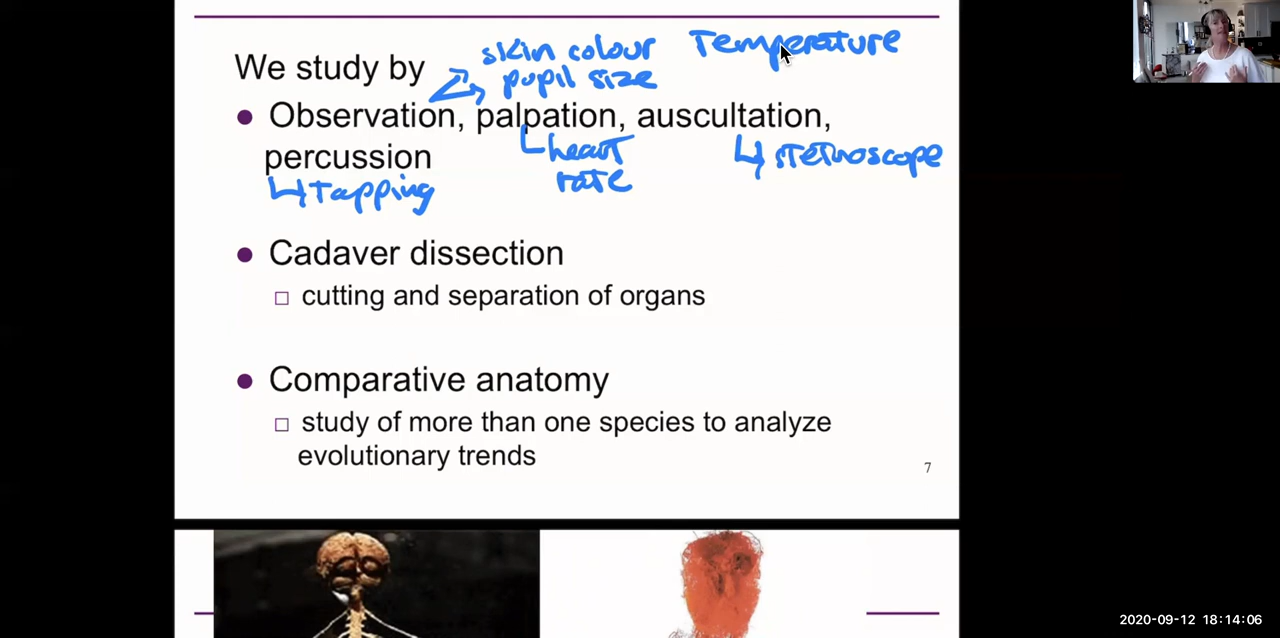 skin colour Temperature
We study by pupil size
● Observation, palpation, auscultation,
heart stethoscope
percussion
rate
Tapping
● Cadaver dissection
□ cutting and separation of organs
● Comparative anatomy
□ study of more than one species to analyze
evolutionary trends
7
2020-09-12 18:14:06